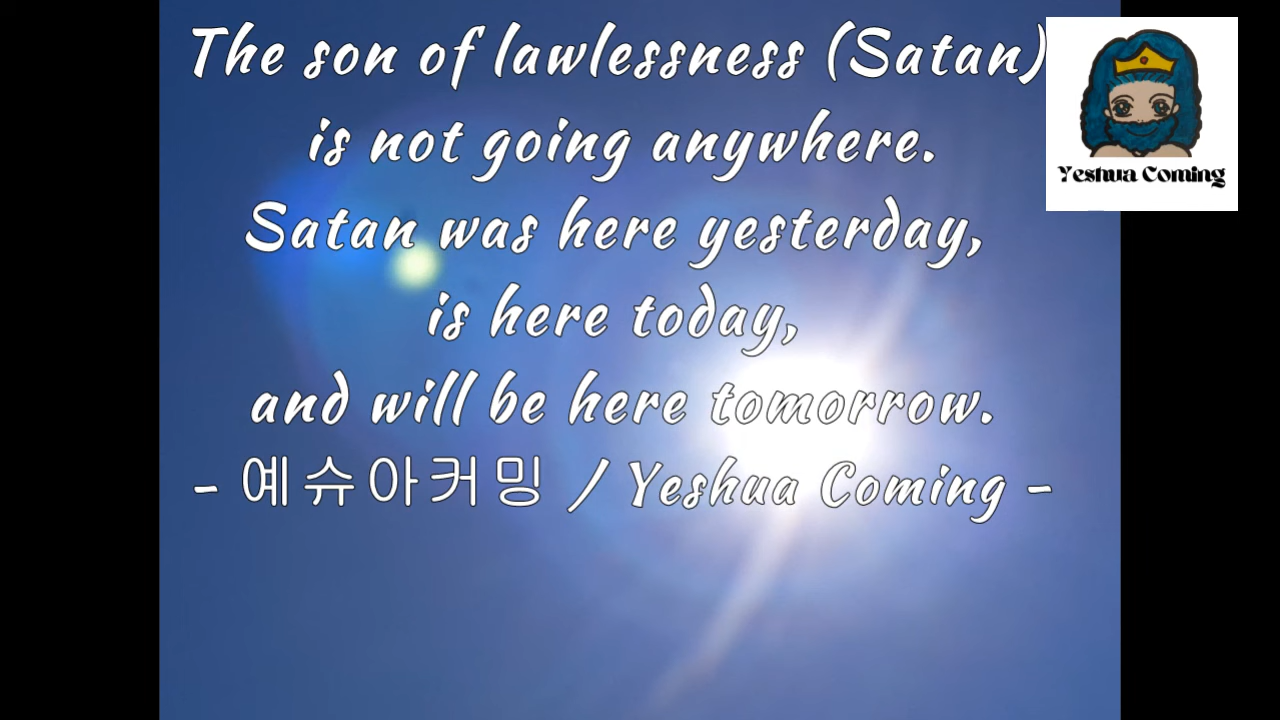 The son of lawlessness (Satan)
is not going anywhere.
Satan was here yesterday,
is here today,
and will be here tomorrow.
- 예슈아커밍 / Yeshua Coming -
Yeshua Coming